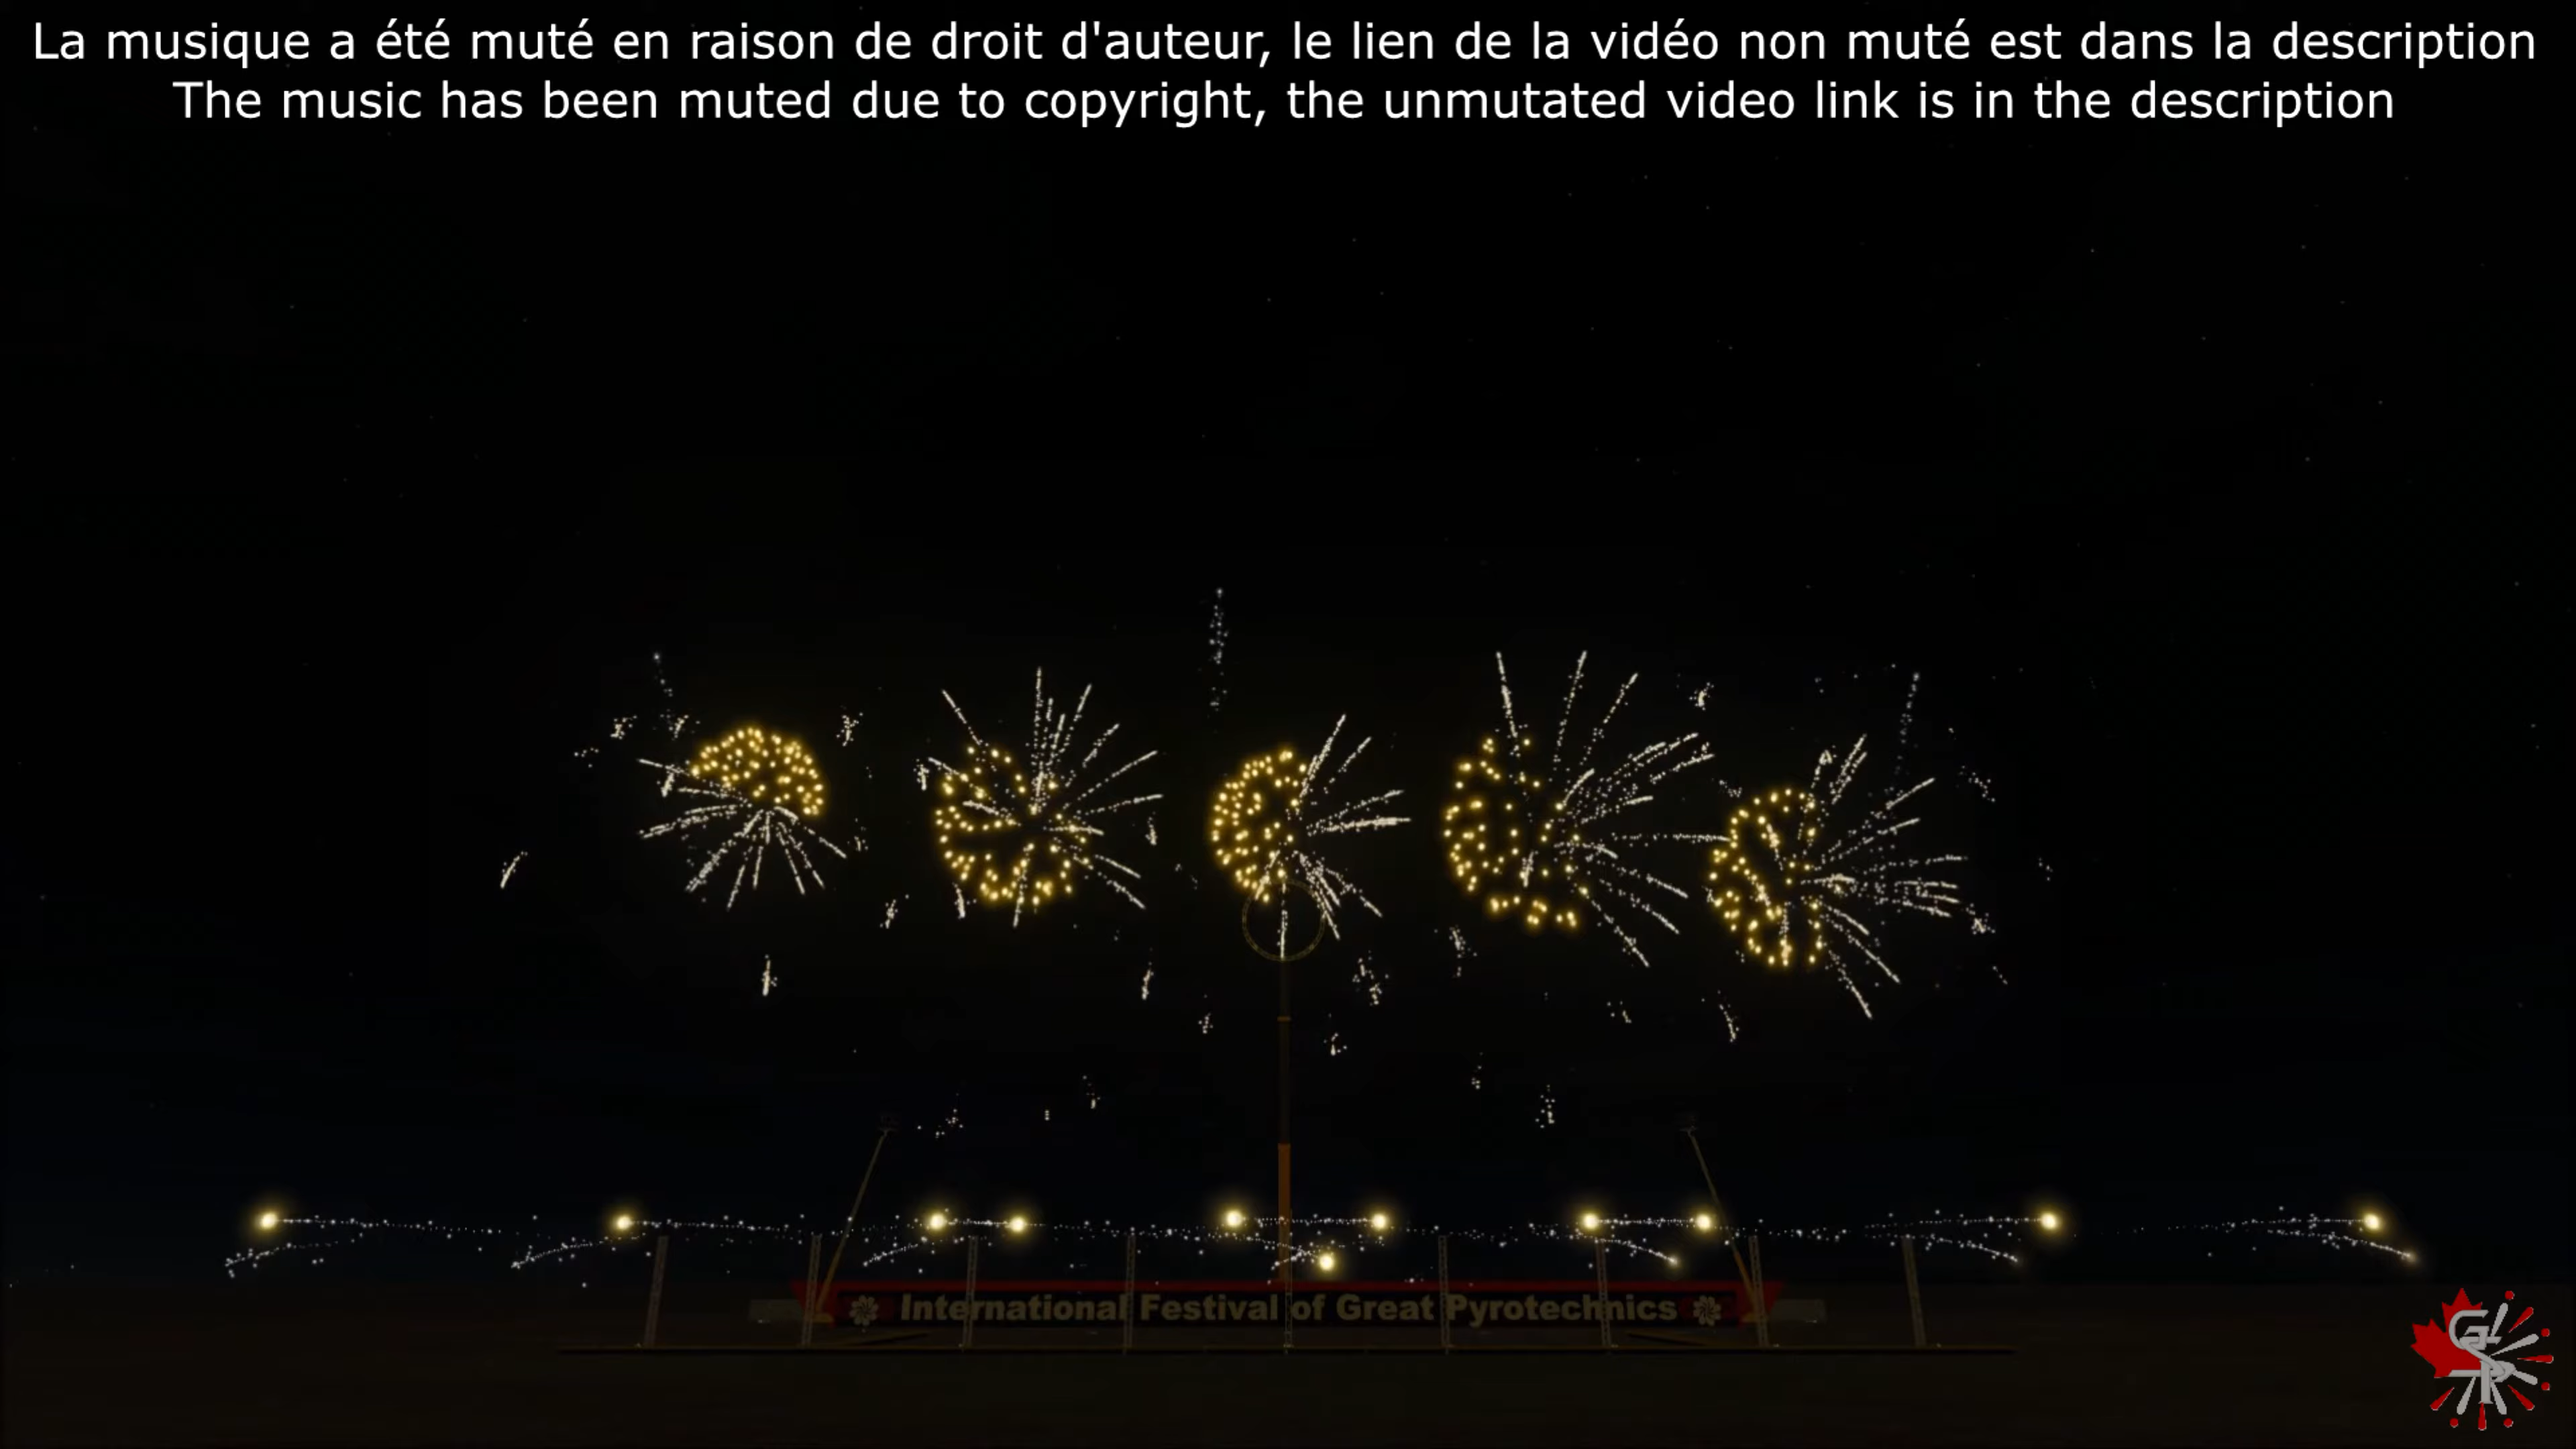 La musique a été muté en raison de droit d'auteur, le lien de la vidéo non muté est dans la description
The music has been muted due to copyright, the unmutated video link is in the description
International Festival of Great Pyrotechnics
GSP